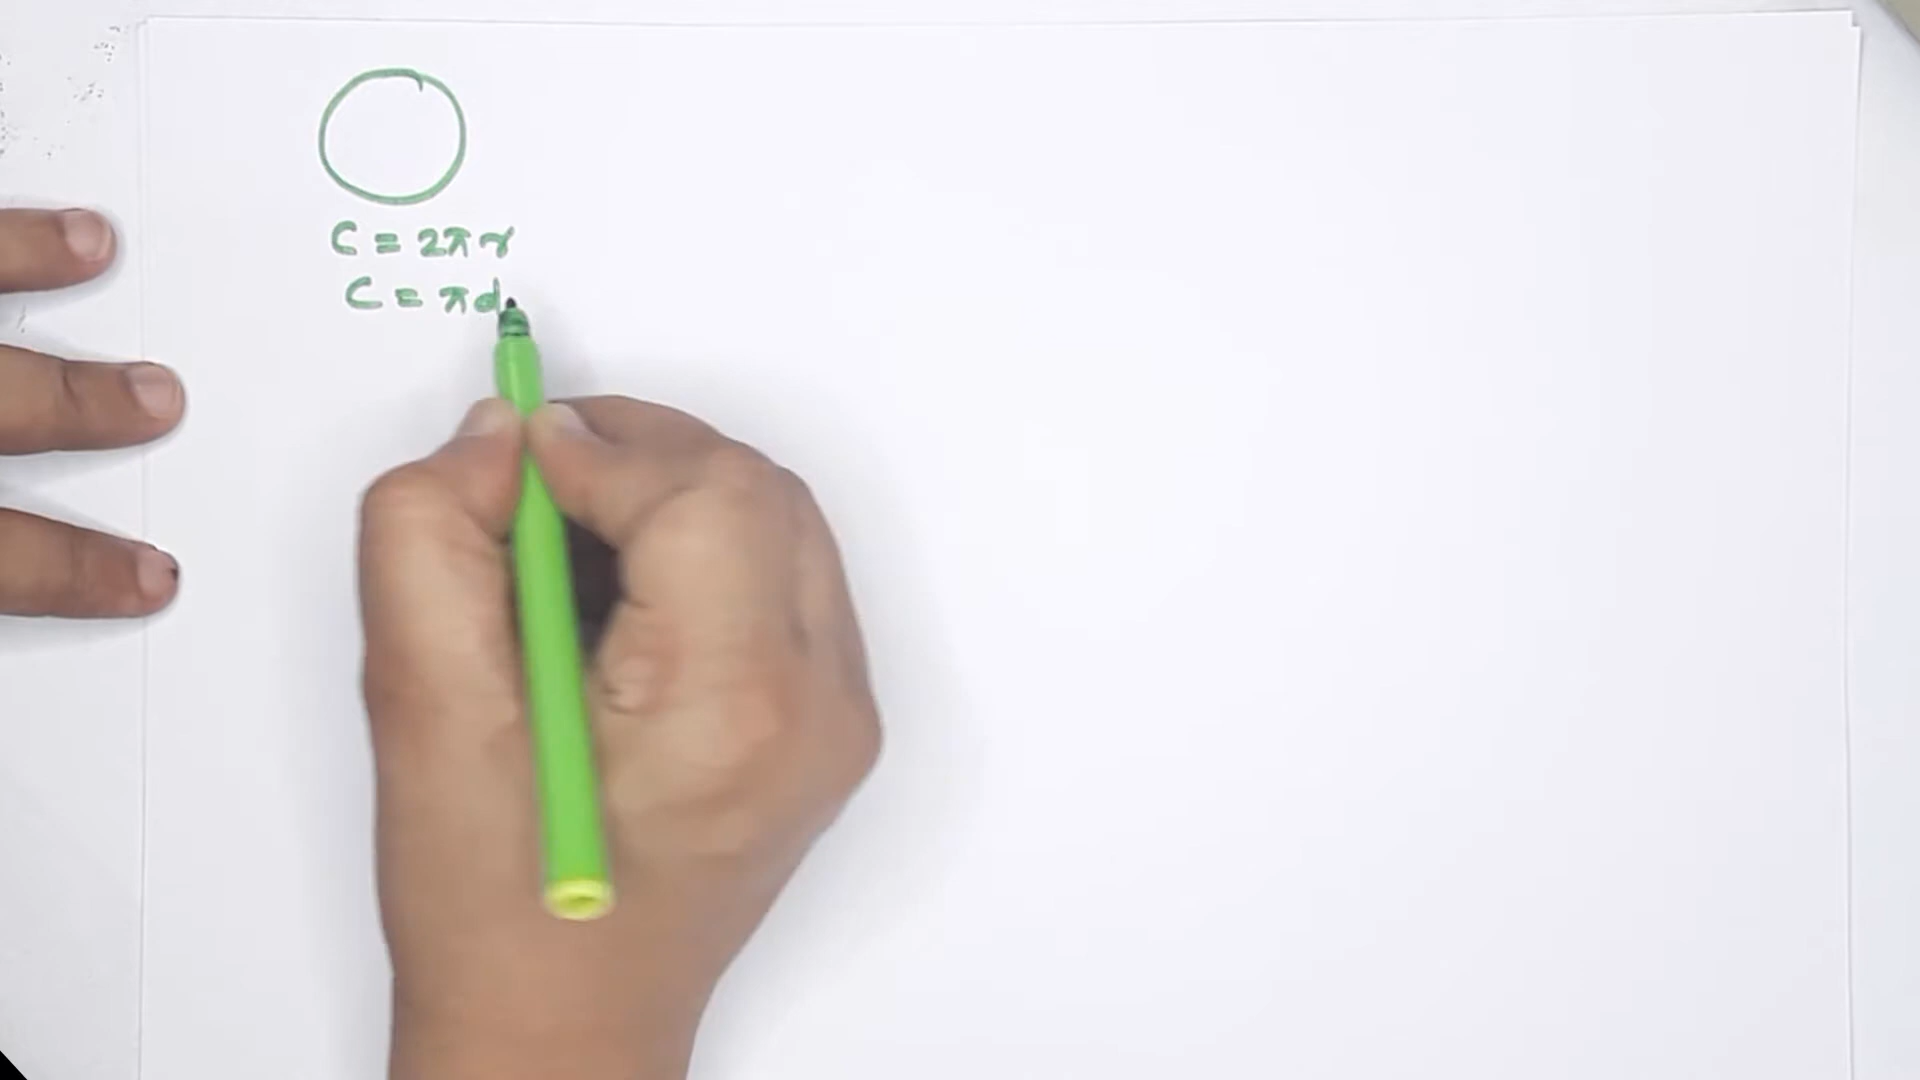 C = 2πr
C = πd